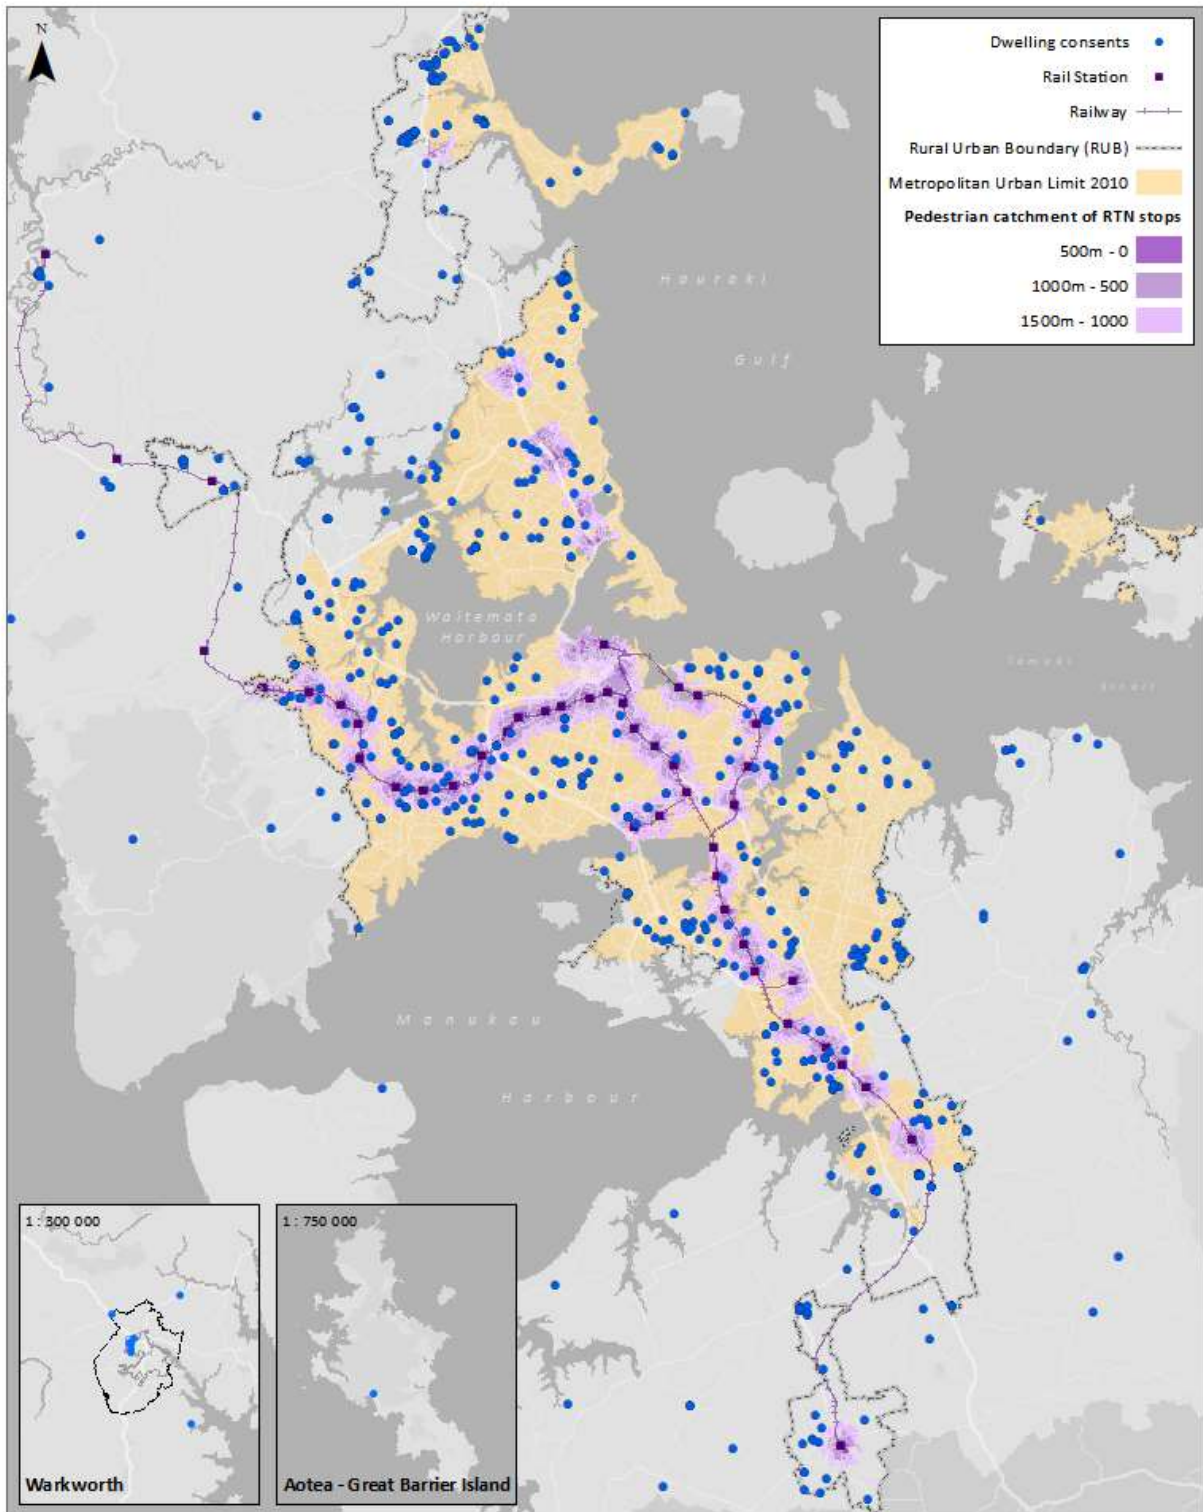 N
Dwelling consents
Rail Station
Railway
Rural Urban Boundary (RUB)
Metropolitan Urban Limit 2010
Pedestrian catchment of RTN stops
500m - 0
1000m - 500
1500m - 1000
Hauraki
Gulf
Waitemata
Harbour
Tamaki
Strait
Manukau
Harbour
1 : 300 000
Warkworth
1 : 750 000
Aotea - Great Barrier Island